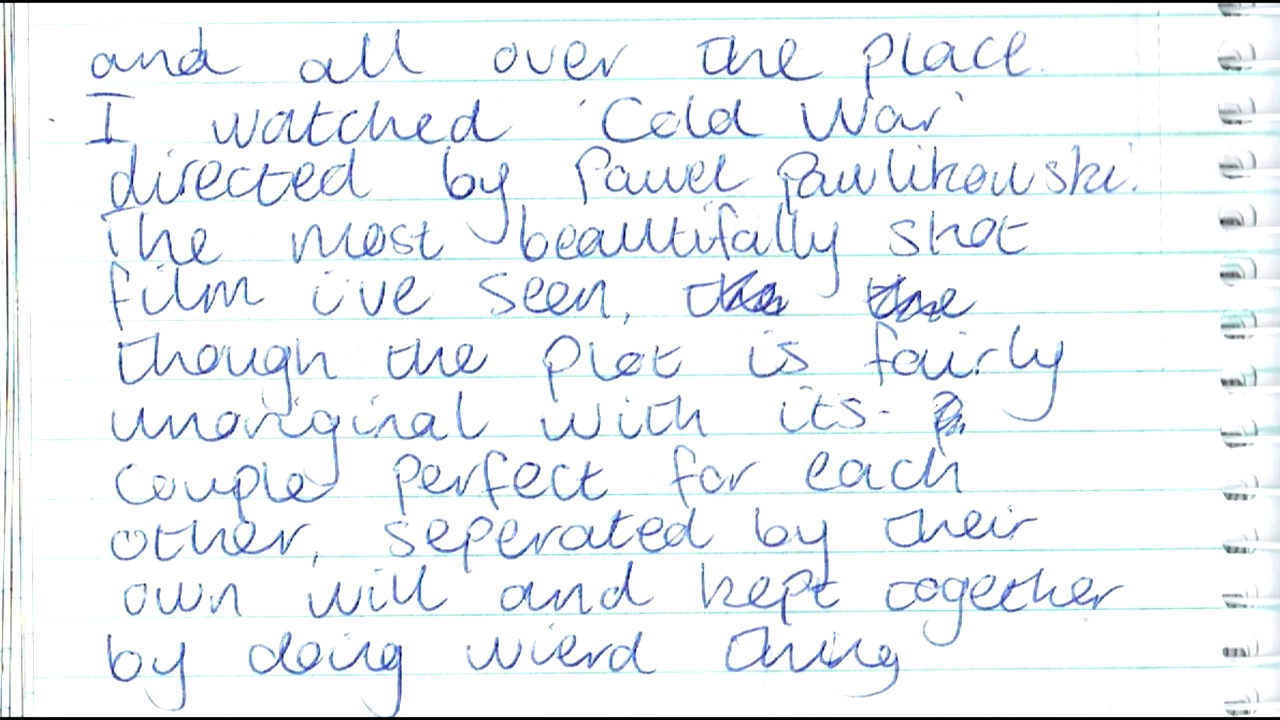 and all over the place.
I watched 'Cold War'
directed by Pawel Pawlikowski.
The most beautifully shot
film i've seen, the
though the plot is fairly
unoriginal with its
couple perfect for each
other, seperated by their
own will and kept together
by doing wierd thing